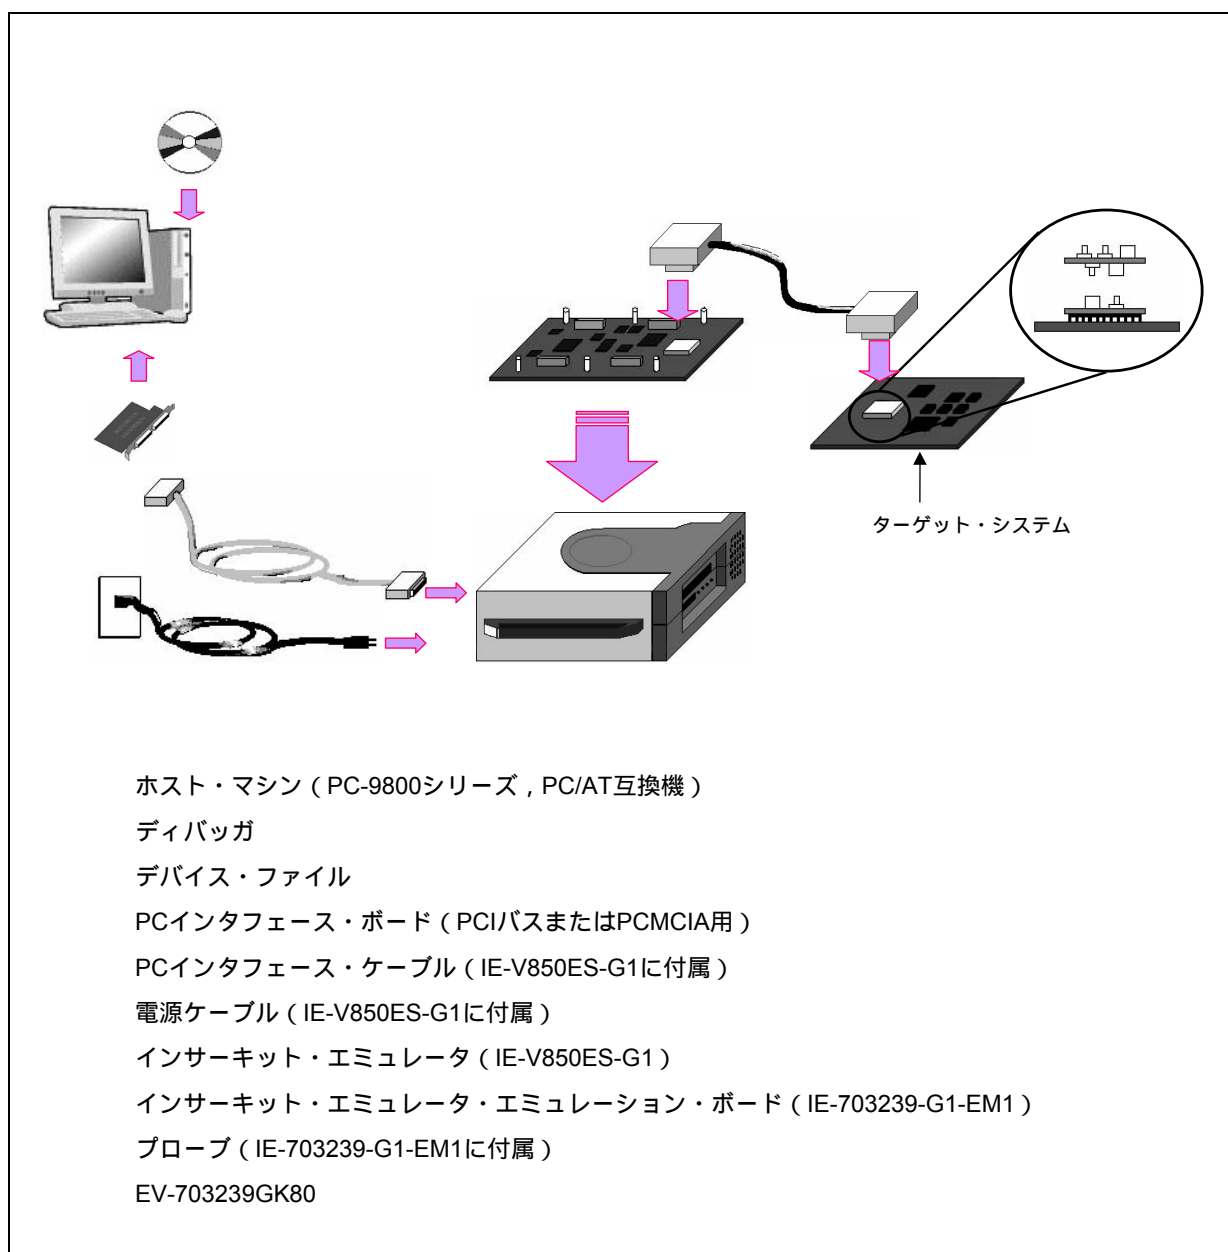 ターゲット・システム
ホスト・マシン（PC-9800シリーズ，PC/AT互換機）
ディバッガ
デバイス・ファイル
PCインタフェース・ボード（PCIバスまたはPCMCIA用）
PCインタフェース・ケーブル（IE-V850ES-G1に付属）
電源ケーブル（IE-V850ES-G1に付属）
インサーキット・エミュレータ（IE-V850ES-G1）
インサーキット・エミュレータ・エミュレーション・ボード（IE-703239-G1-EM1）
プローブ（IE-703239-G1-EM1に付属）
EV-703239GK80